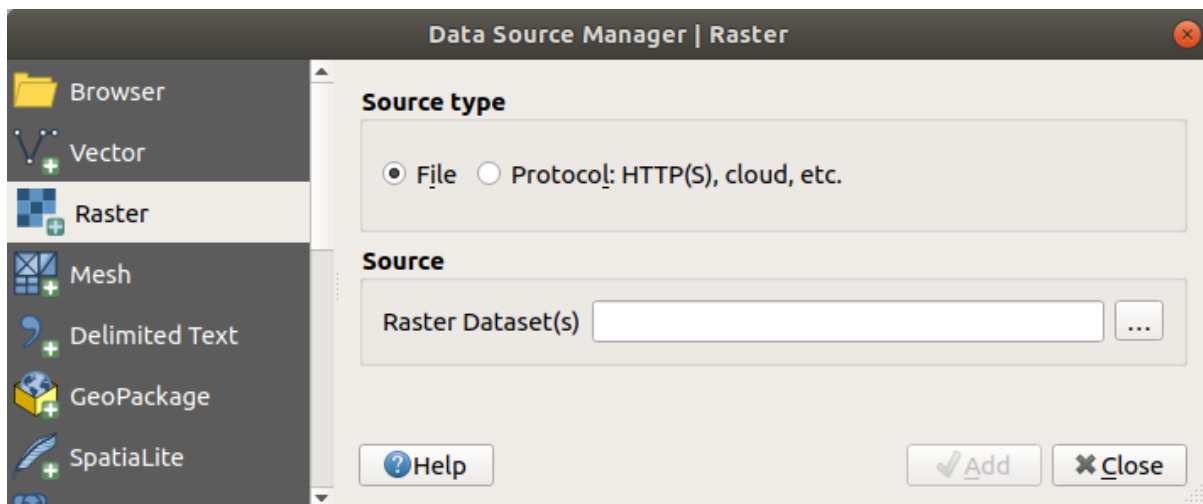 Data Source Manager | Raster
Browser
Vector
Raster
Mesh
Delimited Text
GeoPackage
SpatiaLite
Source type
File
Protocol: HTTP(S), cloud, etc.
Source
Raster Dataset(s)
...
Help
Add
Close